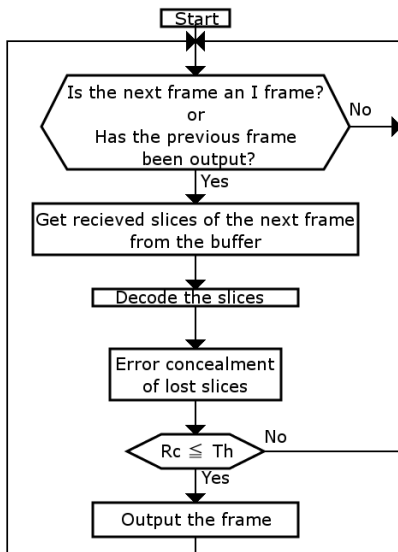 Start
Is the next frame an I frame?
or
Has the previous frame
been output?
No
Yes
Get recieved slices of the next frame
from the buffer
Decode the slices
Error concealment
of lost slices
Rc ≦ Th
No
Yes
Output the frame